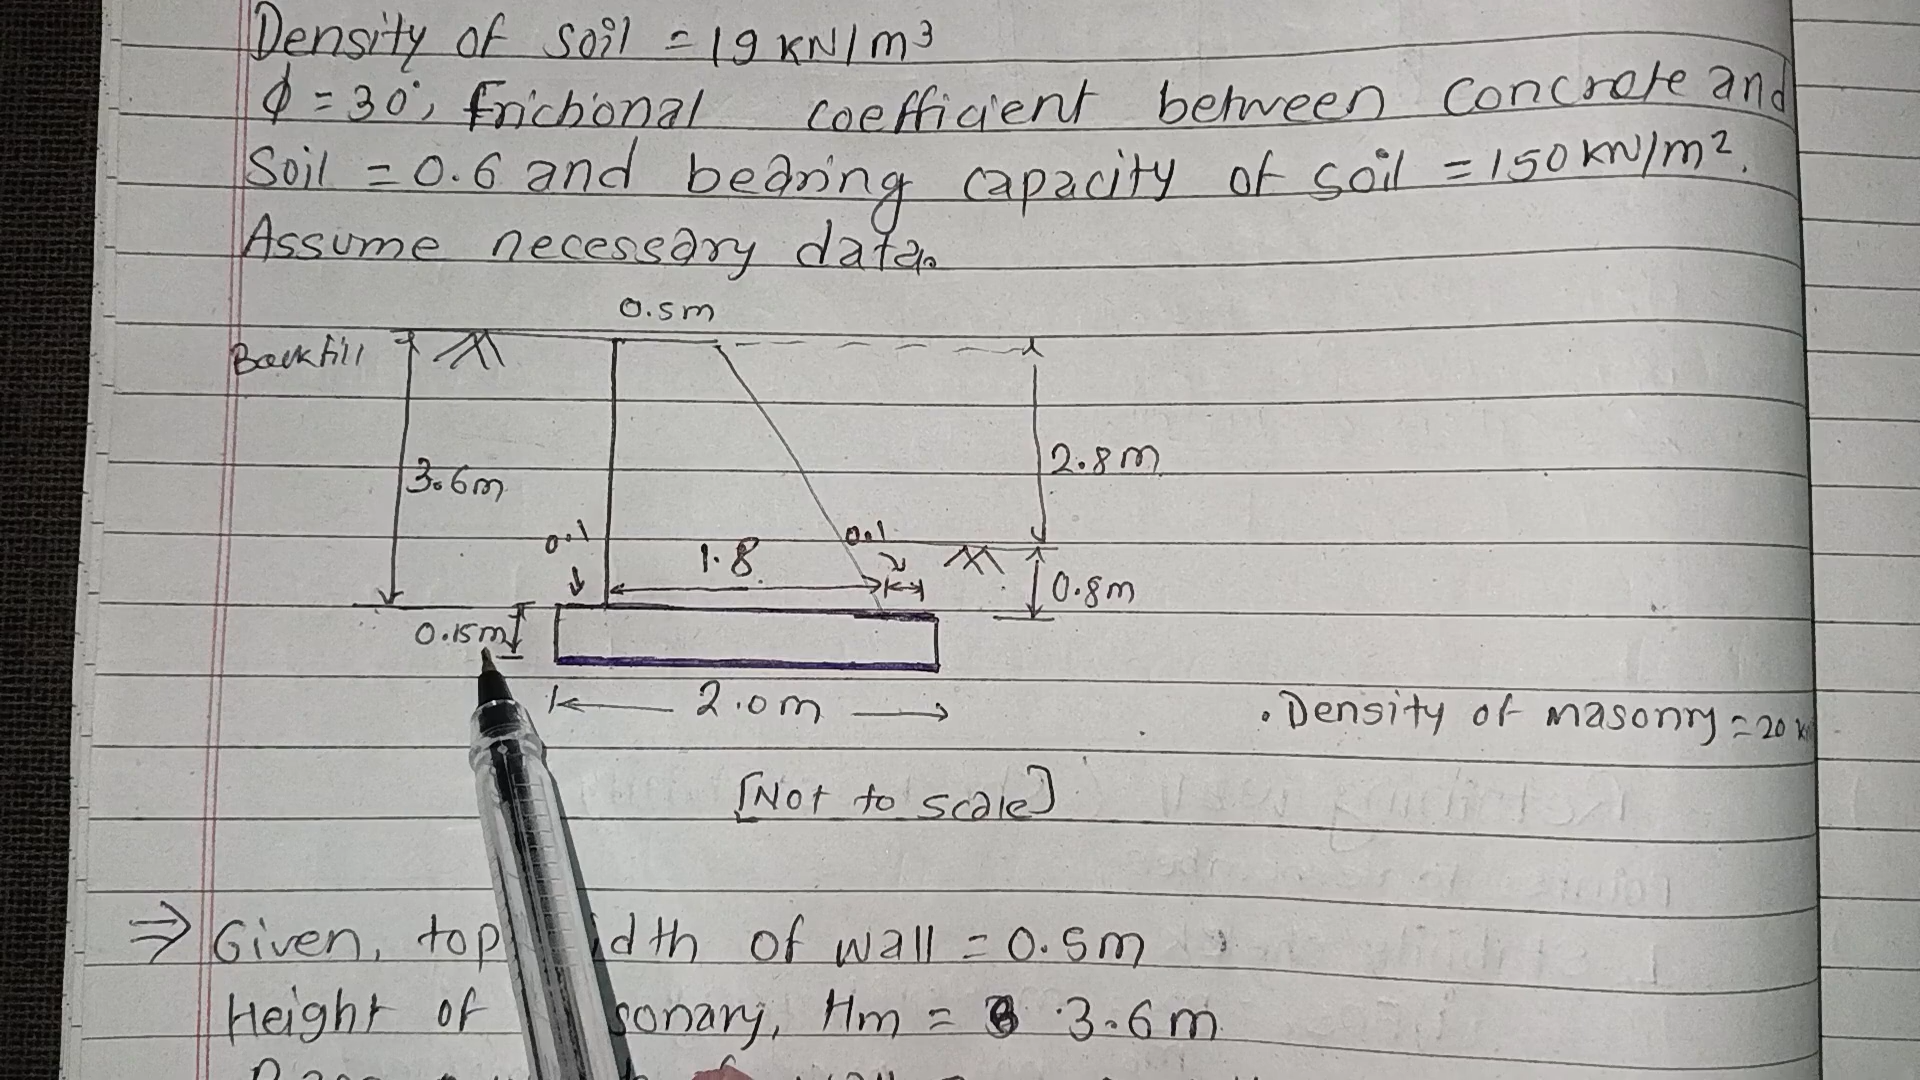 Density of soil = 19 KN/m3
ϕ = 30°, frichional coefficient between concrete and
Soil = 0.6 and bearing capacity of soil = 150 kN/m2.
Assume necessary data.
0.5m
Backfill
3.6m
2.8m
0.1
1.8
0.1
0.8m
0.15m
2.0m
Density of masonry = 20
[Not to scale]
⇒ Given, top width of wall = 0.5m
Height of Hm = 3.6m